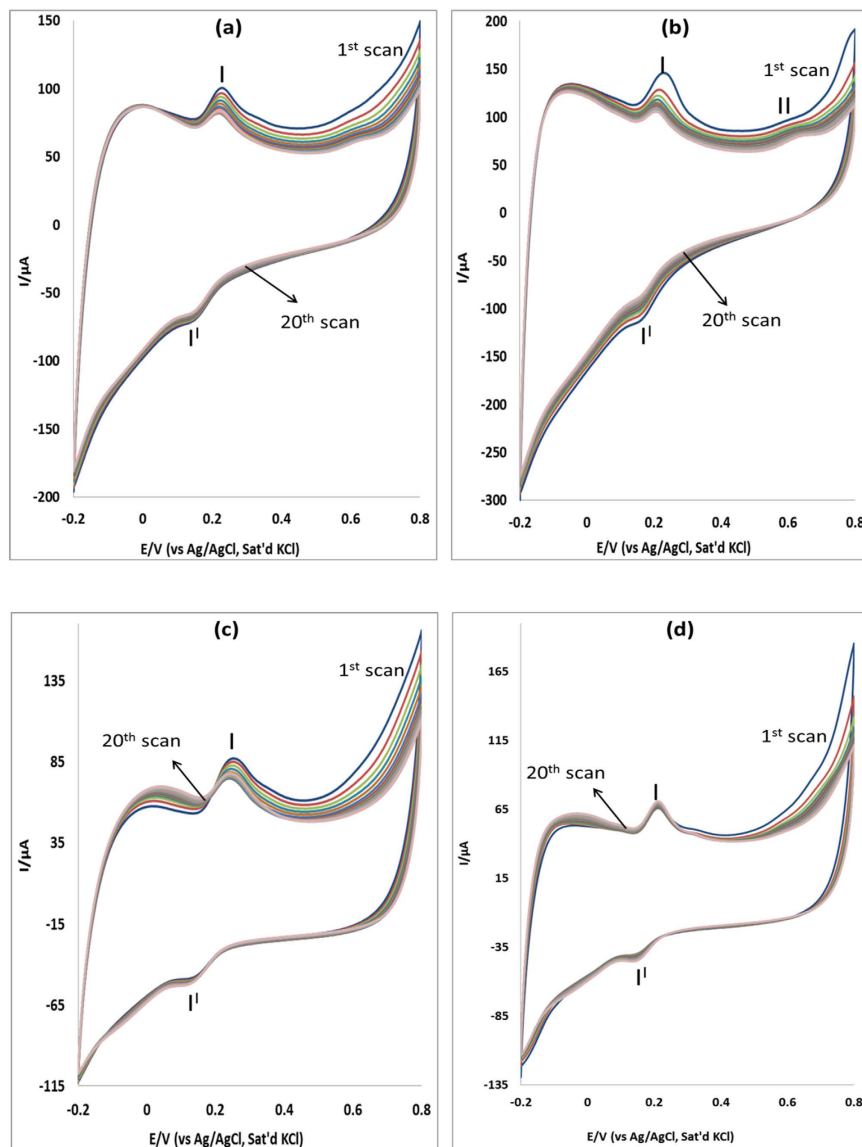 (a)
150
100
50
0
-50
-100
-150
-200
I/µA
I
1st scan
20th scan
I^I
-0.2 0 0.2 0.4 0.6 0.8
E/V (vs Ag/AgCl, Sat'd KCl)
(b)
200
150
100
50
0
-50
-100
-150
-200
-250
-300
I/µA
I
1st scan
II
20th scan
I^I
-0.2 0 0.2 0.4 0.6 0.8
E/V (vs Ag/AgCl, Sat'd KCl)
(c)
135
85
35
-15
-65
-115
I/µA
1st scan
I
20th scan
I^I
-0.2 0 0.2 0.4 0.6 0.8
E/V (vs Ag/AgCl, Sat'd KCl)
(d)
165
115
65
15
-35
-85
-135
I/µA
1st scan
20th scan
I
I^I
-0.2 0 0.2 0.4 0.6 0.8
E/V (vs Ag/AgCl, Sat'd KCl)